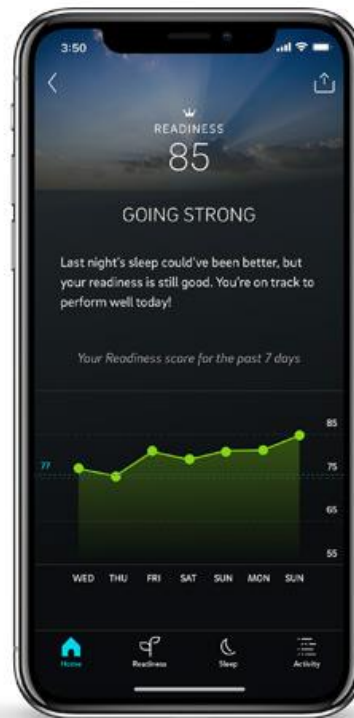 3:50
READINESS
85
GOING STRONG
Last night's sleep could've been better, but
your readiness is still good. You're on track to
perform well today!
Your Readiness score for the past 7 days
85
77
75
65
55
WED THU FRI SAT SUN MON SUN
Home Readiness Sleep Activity